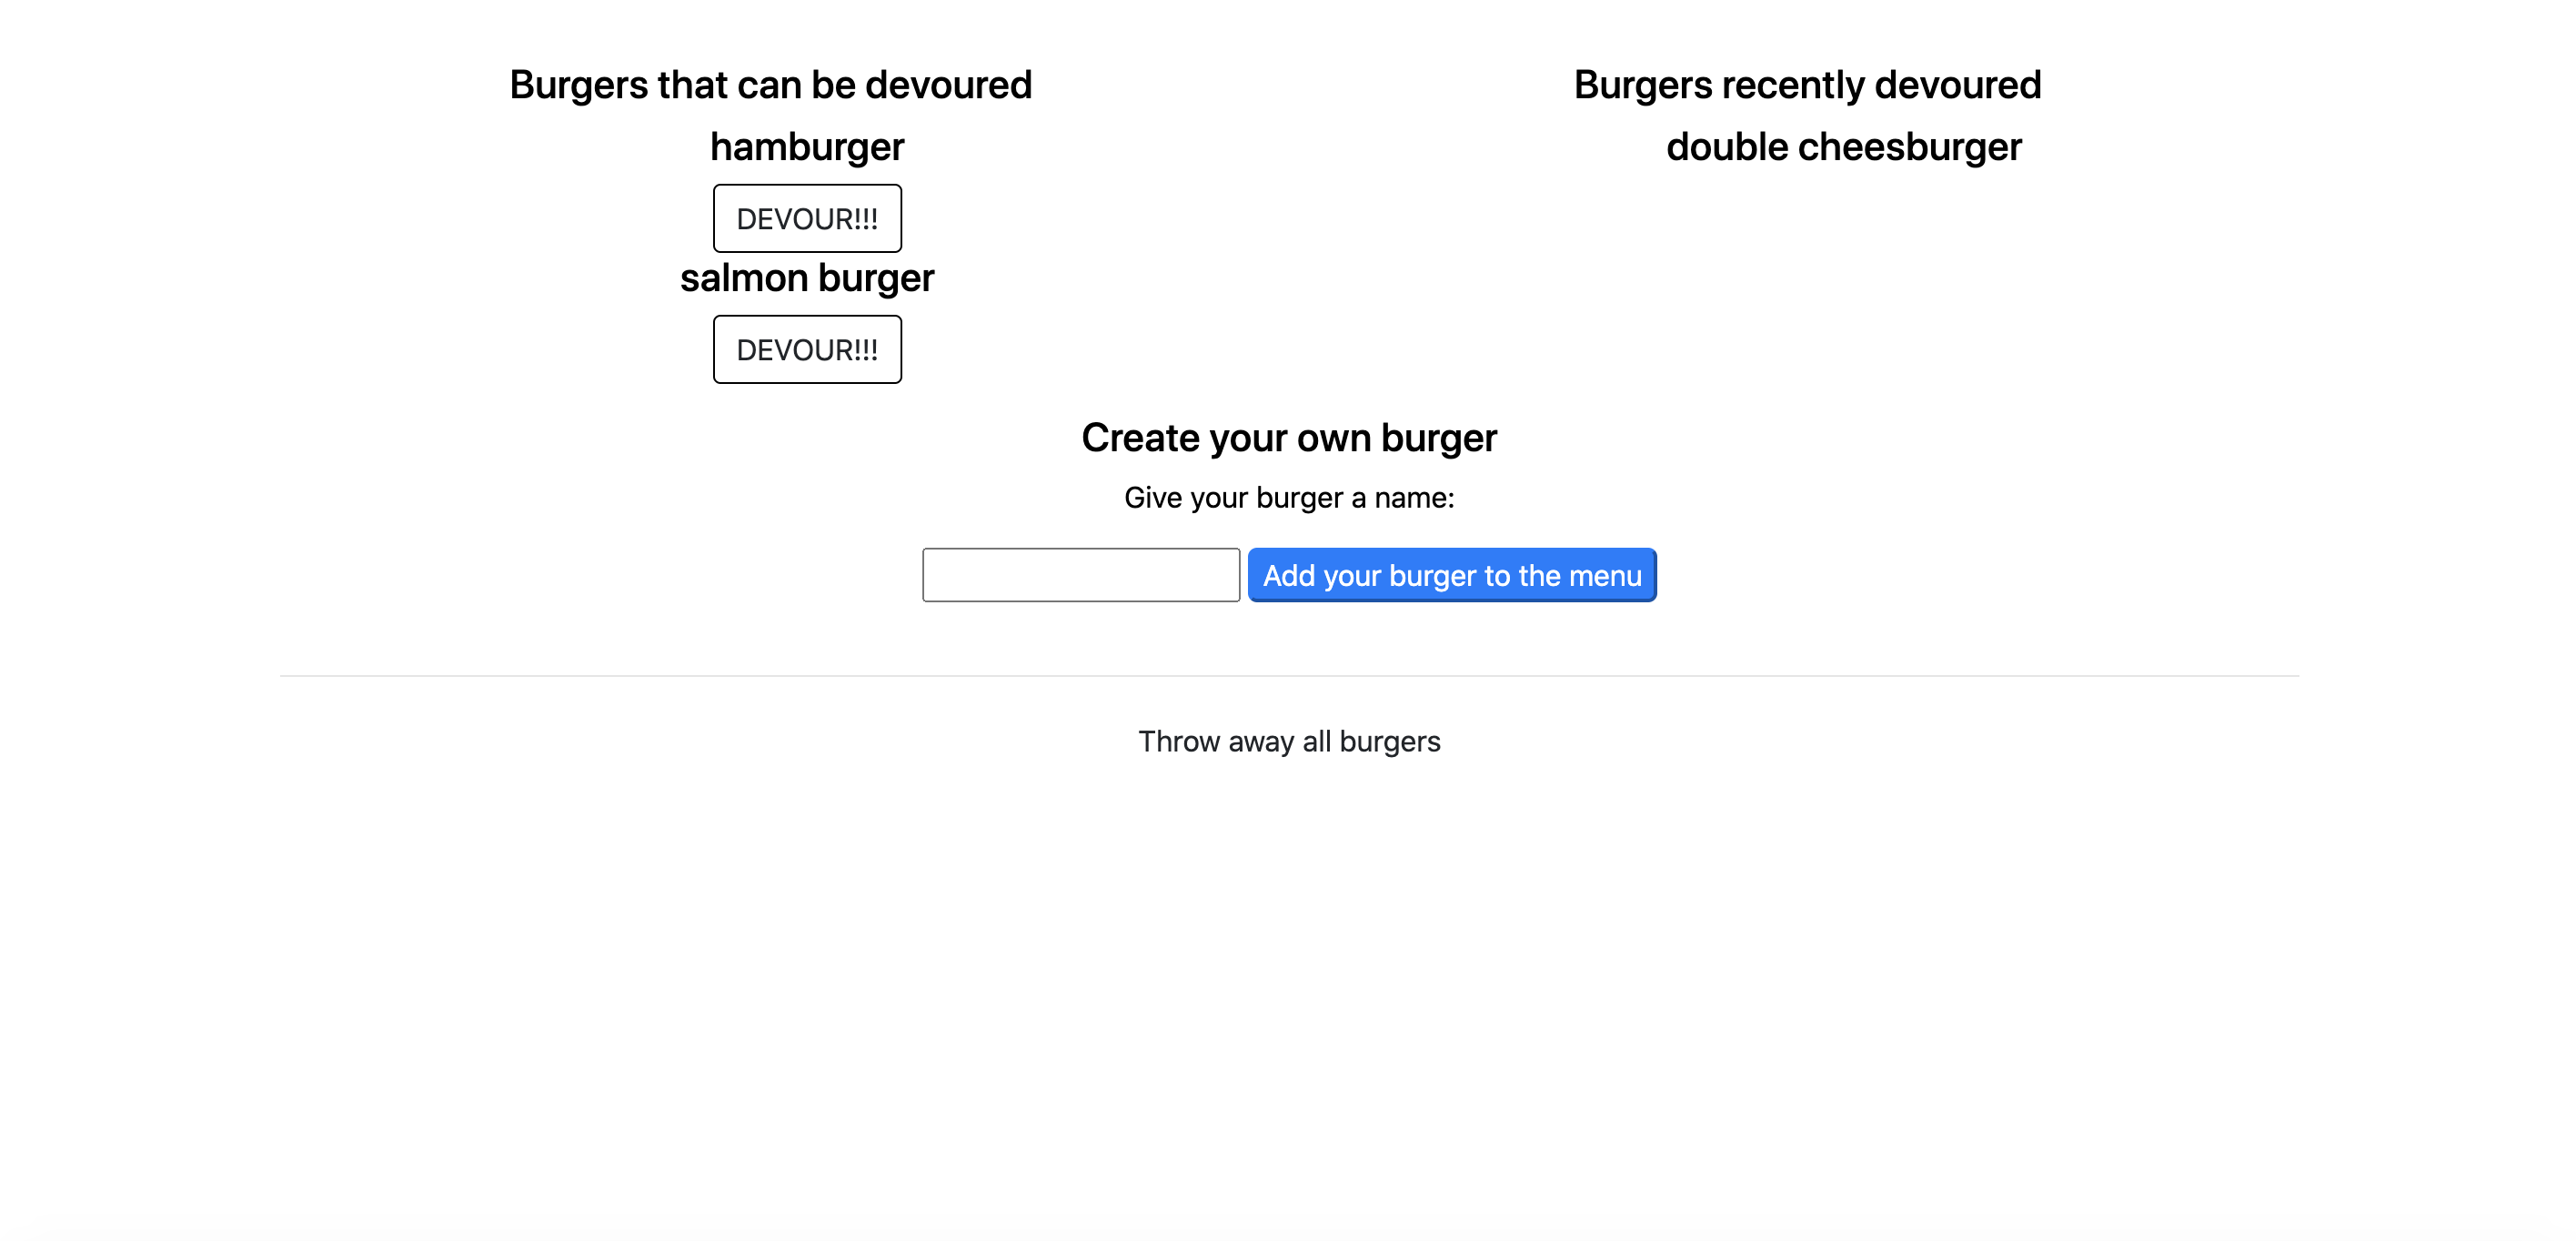 Burgers that can be devoured
hamburger
DEVOUR!!!
salmon burger
DEVOUR!!!
Burgers recently devoured
double cheesburger
Create your own burger
Give your burger a name:
Add your burger to the menu
Throw away all burgers